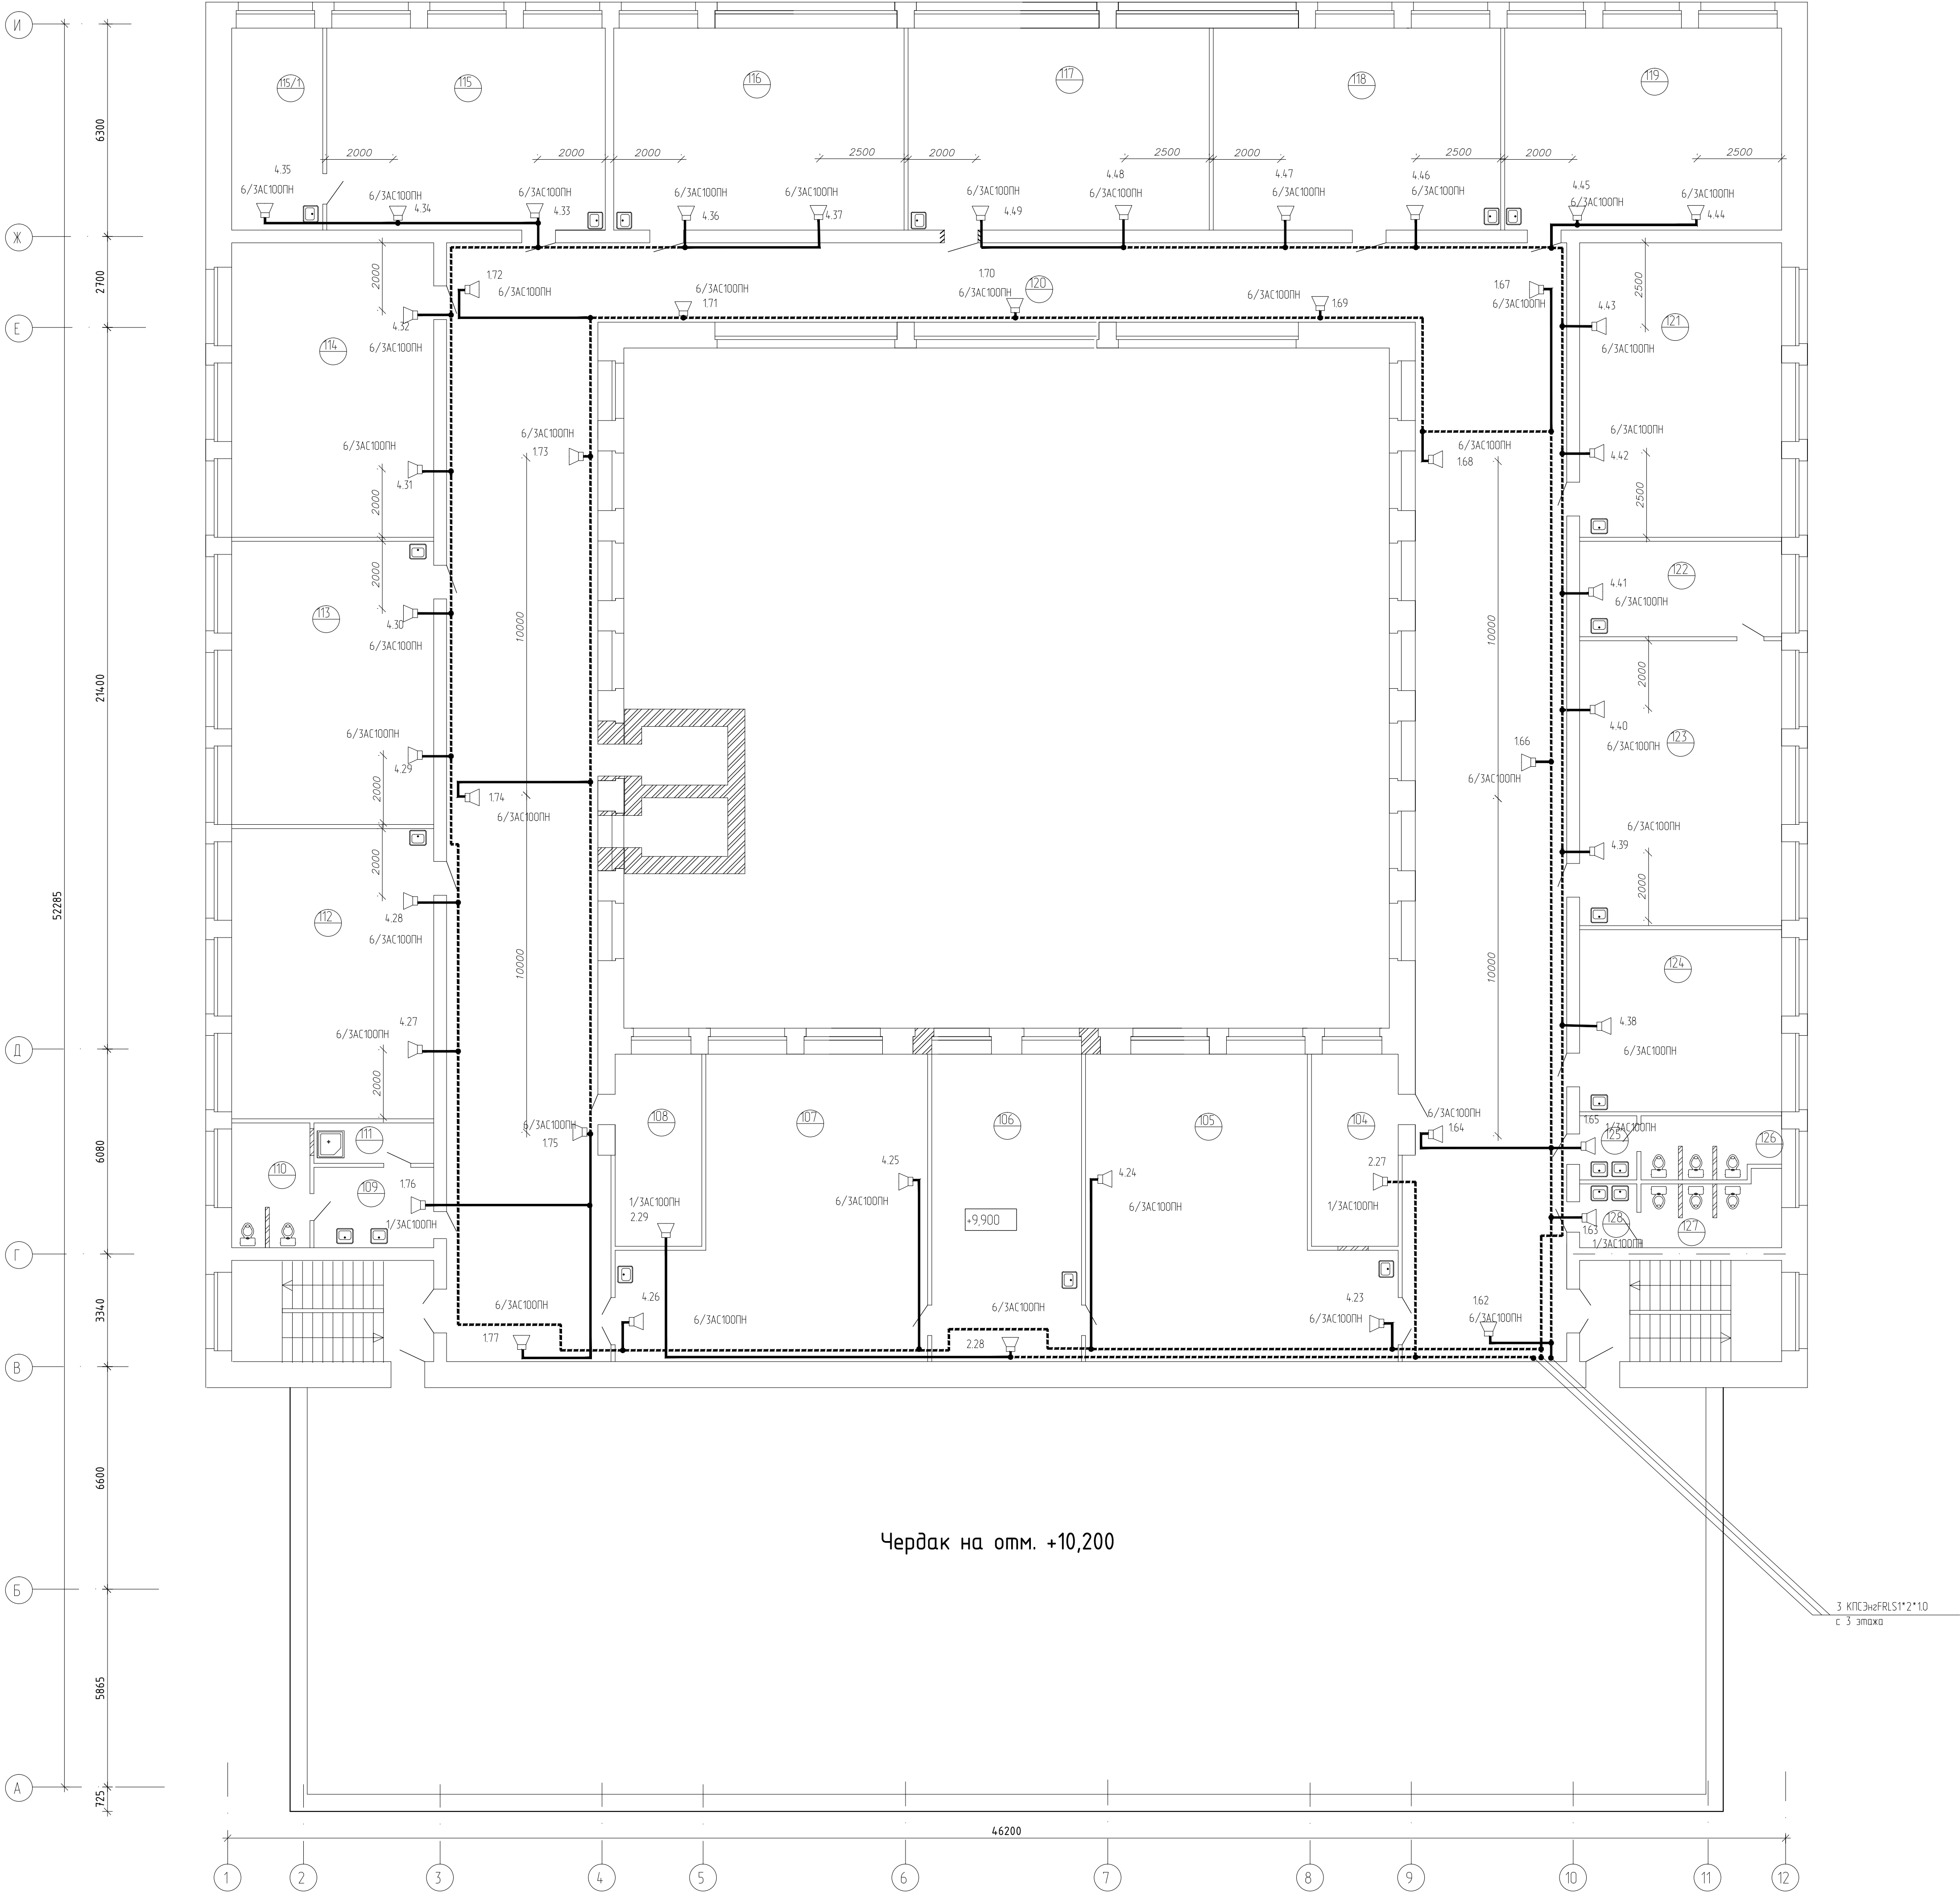 И
115/1
115
116
117
118
119
6300
2000
2000
2000
2500
2000
2500
2000
2500
2000
2500
4.35
6/3АС100ПН
6/3АС100ПН
4.34
6/3АС100ПН
4.33
6/3АС100ПН
4.36
6/3АС100ПН
4.37
6/3АС100ПН
4.49
4.48
6/3АС100ПН
4.47
6/3АС100ПН
4.46
6/3АС100ПН
4.45
6/3АС100ПН
6/3АС100ПН
4.44
Ж
2700
2000
1.72
6/3АС100ПН
6/3АС100ПН
1.71
1.70
6/3АС100ПН
120
6/3АС100ПН
1.69
1.67
6/3АС100ПН
2500
4.43
6/3АС100ПН
121
Е
4.32
6/3АС100ПН
114
6/3АС100ПН
4.31
2000
6/3АС100ПН
1.73
6/3АС100ПН
1.68
6/3АС100ПН
4.42
2500
2000
113
4.30
6/3АС100ПН
10000
10000
122
4.41
6/3АС100ПН
21400
2000
6/3АС100ПН
4.29
2000
1.74
6/3АС100ПН
1.66
6/3АС100ПН
4.40
6/3АС100ПН
123
6/3АС100ПН
4.39
2000
52285
2000
112
4.28
6/3АС100ПН
10000
10000
124
4.27
6/3АС100ПН
4.38
6/3АС100ПН
Д
2000
6/3АС100ПН
1.75
108
107
106
105
104
6/3АС100ПН
1.64
1.65
1/3АС100ПН
125
126
6080
111
110
109
1.76
1/3АС100ПН
4.25
6/3АС100ПН
4.24
6/3АС100ПН
2.27
1/3АС100ПН
1/3АС100ПН
2.29
+9,900
128
127
1.63
1/3АС100ПН
Г
3340
6/3АС100ПН
1.77
4.26
6/3АС100ПН
6/3АС100ПН
2.28
4.23
6/3АС100ПН
1.62
6/3АС100ПН
В
6600
Чердак на отм. +10,200
Б
3 КПСЭнгFRLS1*2*1.0
с 3 этажа
5865
А
725
46200
1
2
3
4
5
6
7
8
9
10
11
12